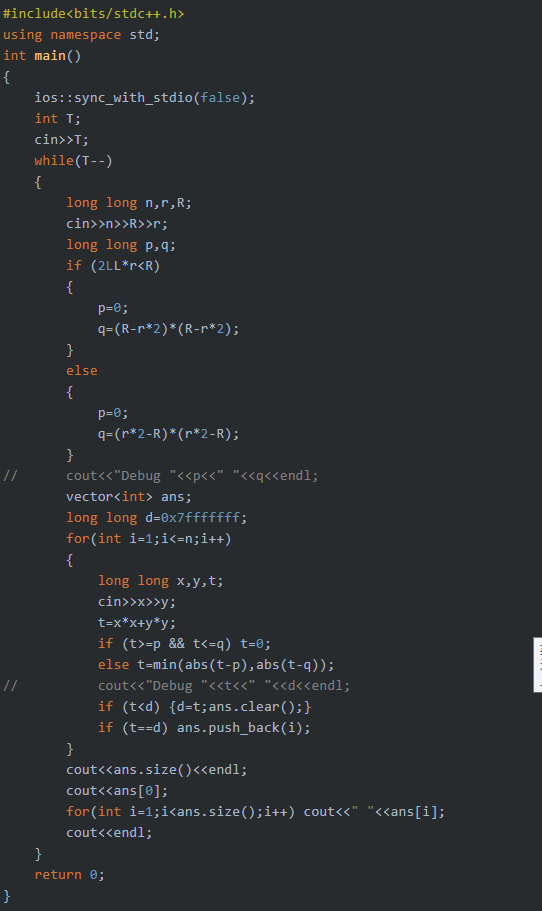 #include<bits/stdc++.h>
using namespace std;
int main()
{
    ios::sync_with_stdio(false);
    int T;
    cin>>T;
    while(T--)
    {
        long long n,r,R;
        cin>>n>>R>>r;
        long long p,q;
        if (2LL*r<R)
        {
            p=0;
            q=(R-r*2)*(R-r*2);
        }
        else
        {
            p=0;
            q=(r*2-R)*(r*2-R);
        }
//      cout<<"Debug "<<p<<" "<<q<<endl;
        vector<int> ans;
        long long d=0x7fffffff;
        for(int i=1;i<=n;i++)
        {
            long long x,y,t;
            cin>>x>>y;
            t=x*x+y*y;
            if (t>=p && t<=q) t=0;
            else t=min(abs(t-p),abs(t-q));
//          cout<<"Debug "<<t<<" "<<d<<endl;
            if (t<d) {d=t;ans.clear();}
            if (t==d) ans.push_back(i);
        }
        cout<<ans.size()<<endl;
        cout<<ans[0];
        for(int i=1;i<ans.size();i++) cout<<" "<<ans[i];
        cout<<endl;
    }
    return 0;
}